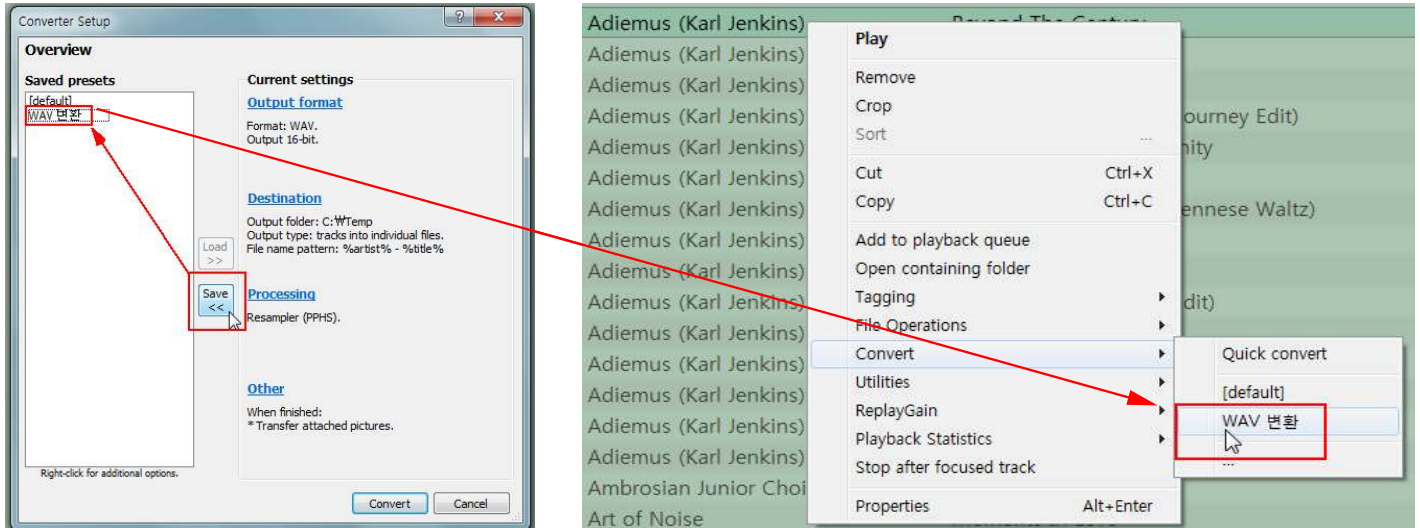 Converter Setup
Overview
Saved presets
[default]
WAV 변환
Load
>>
Save
<<
Right-click for additional options.
Current settings
Output format
Format: WAV.
Output 16-bit.
Destination
Output folder: C:₩Temp
Output type: tracks into individual files.
File name pattern: %artist% - %title%
Processing
Resampler (PPHS).
Other
When finished:
* Transfer attached pictures.
Convert
Cancel
Adiemus (Karl Jenkins) Beyond The Century
Adiemus (Karl Jenkins)
Adiemus (Karl Jenkins)
Adiemus (Karl Jenkins) ourney Edit)
Adiemus (Karl Jenkins) nity
Adiemus (Karl Jenkins)
Adiemus (Karl Jenkins) ennese Waltz)
Adiemus (Karl Jenkins)
Adiemus (Karl Jenkins)
Adiemus (Karl Jenkins) dit)
Adiemus (Karl Jenkins)
Adiemus (Karl Jenkins)
Adiemus (Karl Jenkins)
Adiemus (Karl Jenkins)
Adiemus (Karl Jenkins)
Ambrosian Junior Choi
Art of Noise
Play
Remove
Crop
Sort ...
Cut Ctrl+X
Copy Ctrl+C
Add to playback queue
Open containing folder
Tagging
File Operations
Convert
Utilities
ReplayGain
Playback Statistics
Stop after focused track
Properties Alt+Enter
Quick convert
[default]
WAV 변환
...